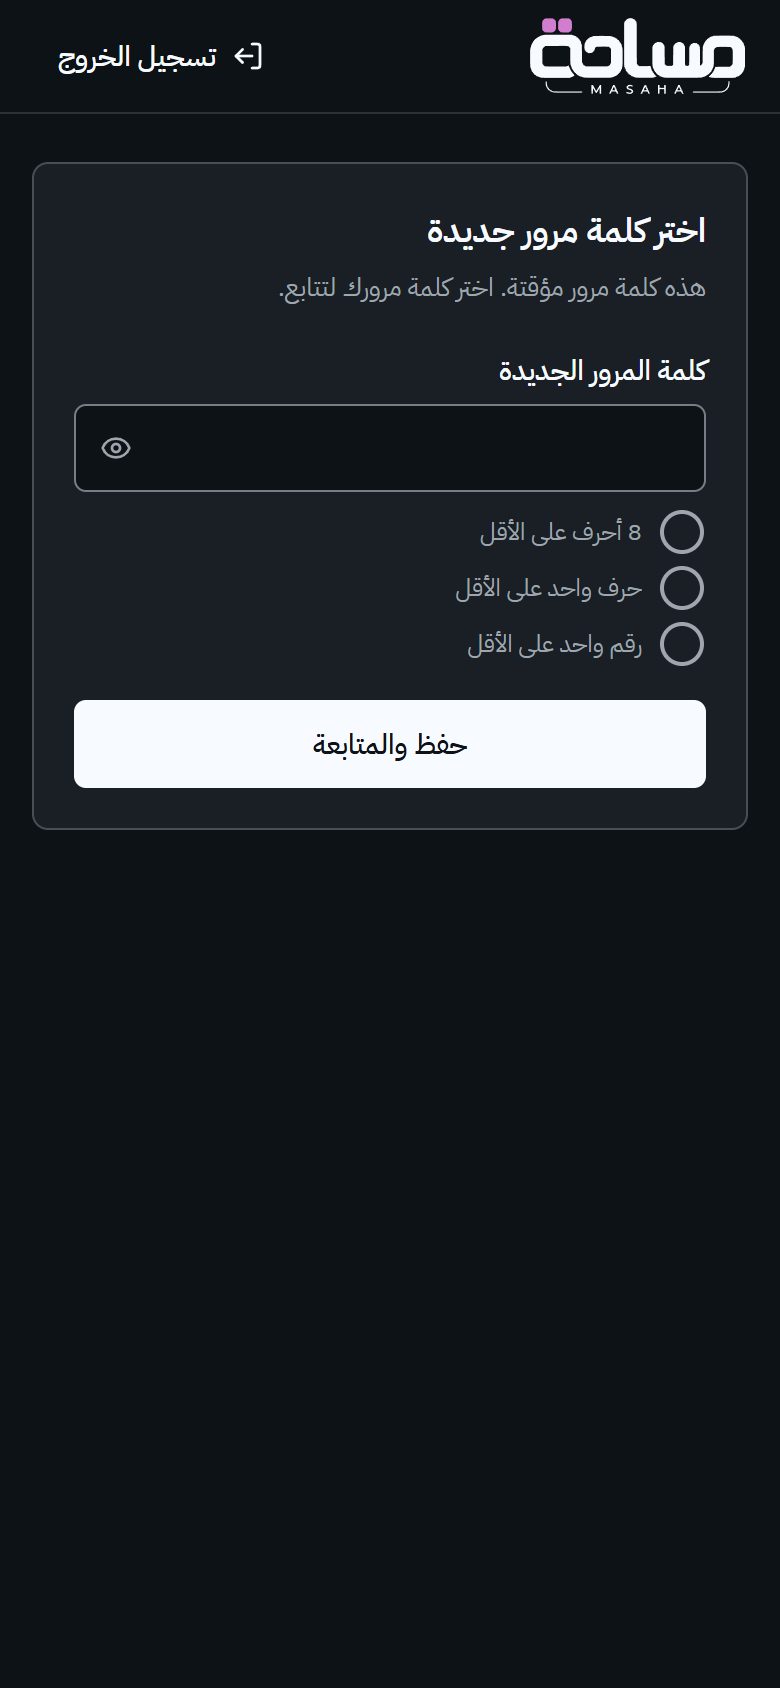 مساحة
MASAHA
تسجيل الخروج
اختر كلمة مرور جديدة
هذه كلمة مرور مؤقتة. اختر كلمة مرورك لتتابع.
كلمة المرور الجديدة
8 أحرف على الأقل
حرف واحد على الأقل
رقم واحد على الأقل
حفظ والمتابعة